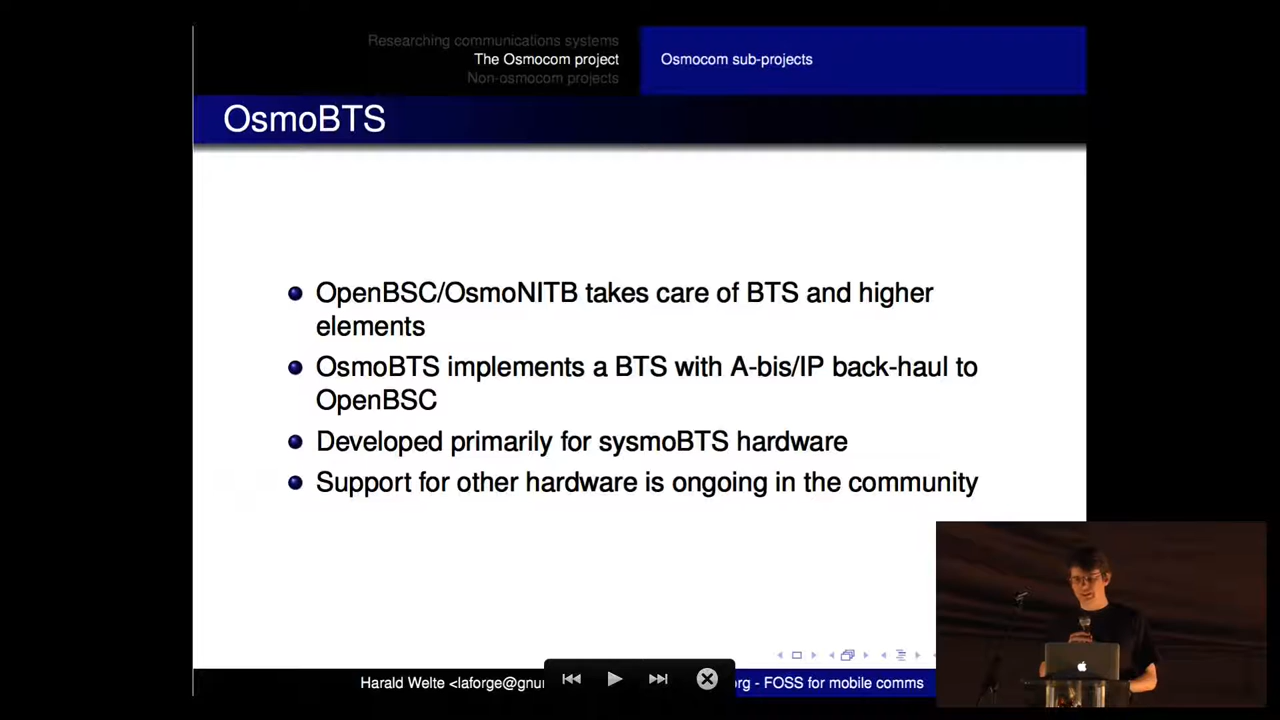 Researching communications systems
The Osmocom project
Non-osmocom projects
Osmocom sub-projects
OsmoBTS
OpenBSC/OsmoNITB takes care of BTS and higher
elements
OsmoBTS implements a BTS with A-bis/IP back-haul to
OpenBSC
Developed primarily for sysmoBTS hardware
Support for other hardware is ongoing in the community
Harald Welte <laforge@gnu
org - FOSS for mobile comms